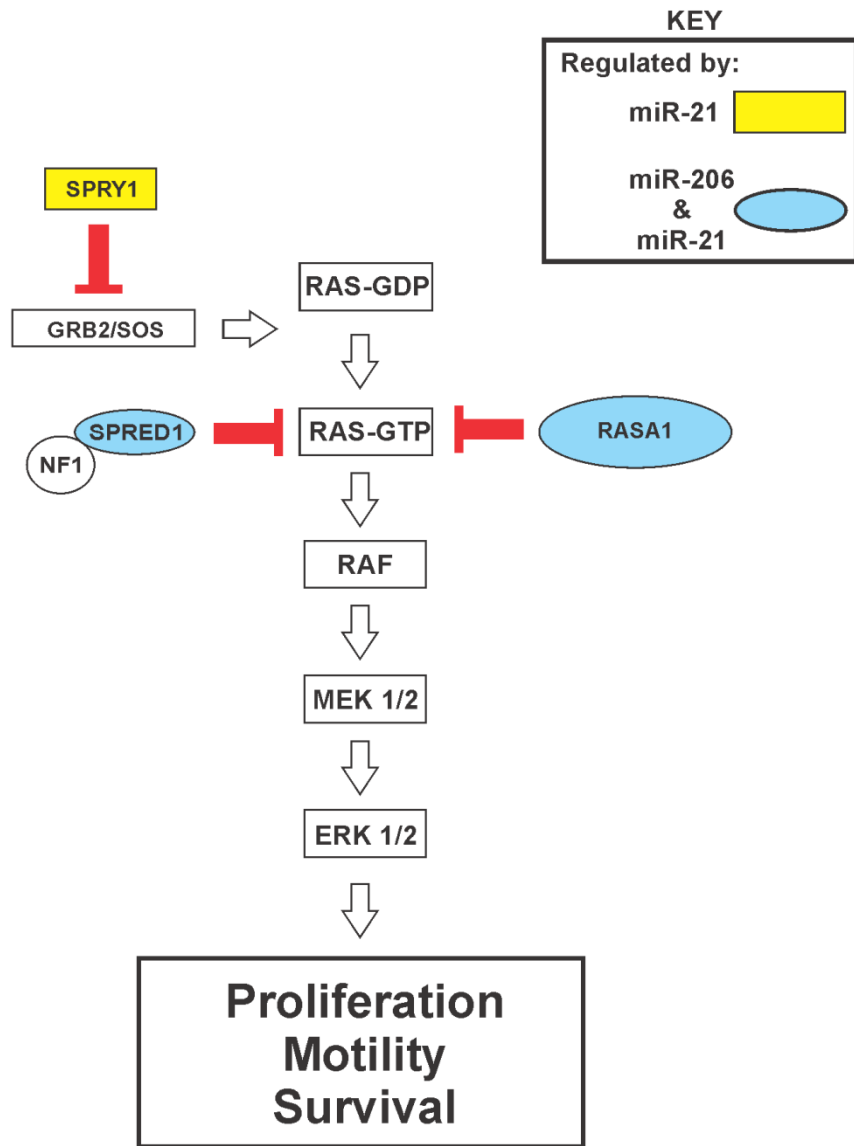 KEY
Regulated by:
miR-21
miR-206
&
miR-21
SPRY1
GRB2/SOS
RAS-GDP
SPRED1
NF1
RAS-GTP
RASA1
RAF
MEK 1/2
ERK 1/2
Proliferation
Motility
Survival